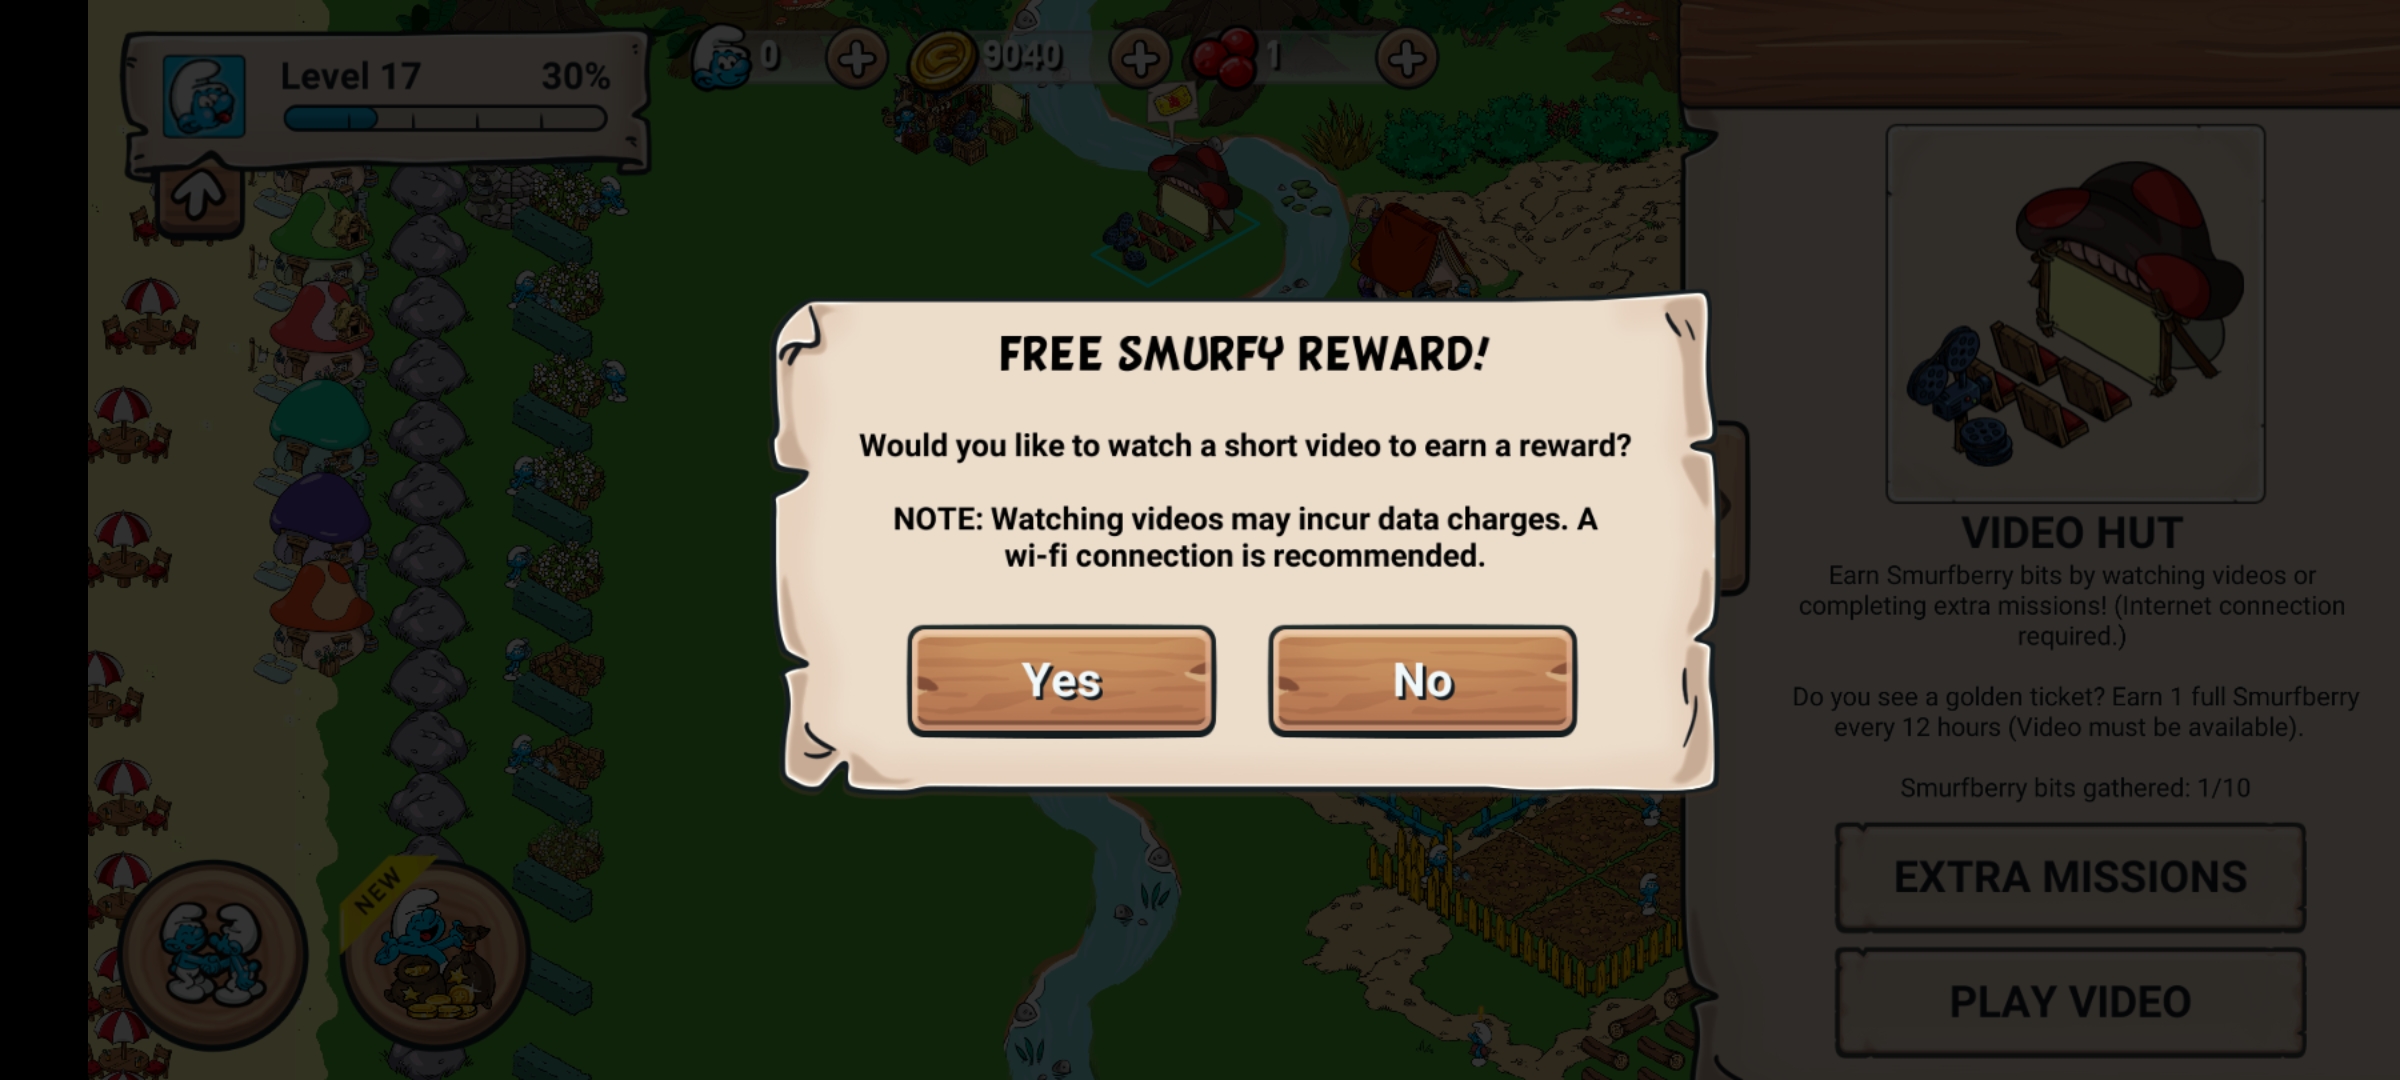 Level 17
30%
0
9040
1
FREE SMURFY REWARD!
Would you like to watch a short video to earn a reward?
NOTE: Watching videos may incur data charges. A
wi-fi connection is recommended.
Yes
No
VIDEO HUT
Earn Smurfberry bits by watching videos or
completing extra missions! (Internet connection
required.)
Do you see a golden ticket? Earn 1 full Smurfberry
every 12 hours (Video must be available).
Smurfberry bits gathered: 1/10
EXTRA MISSIONS
PLAY VIDEO
NEW